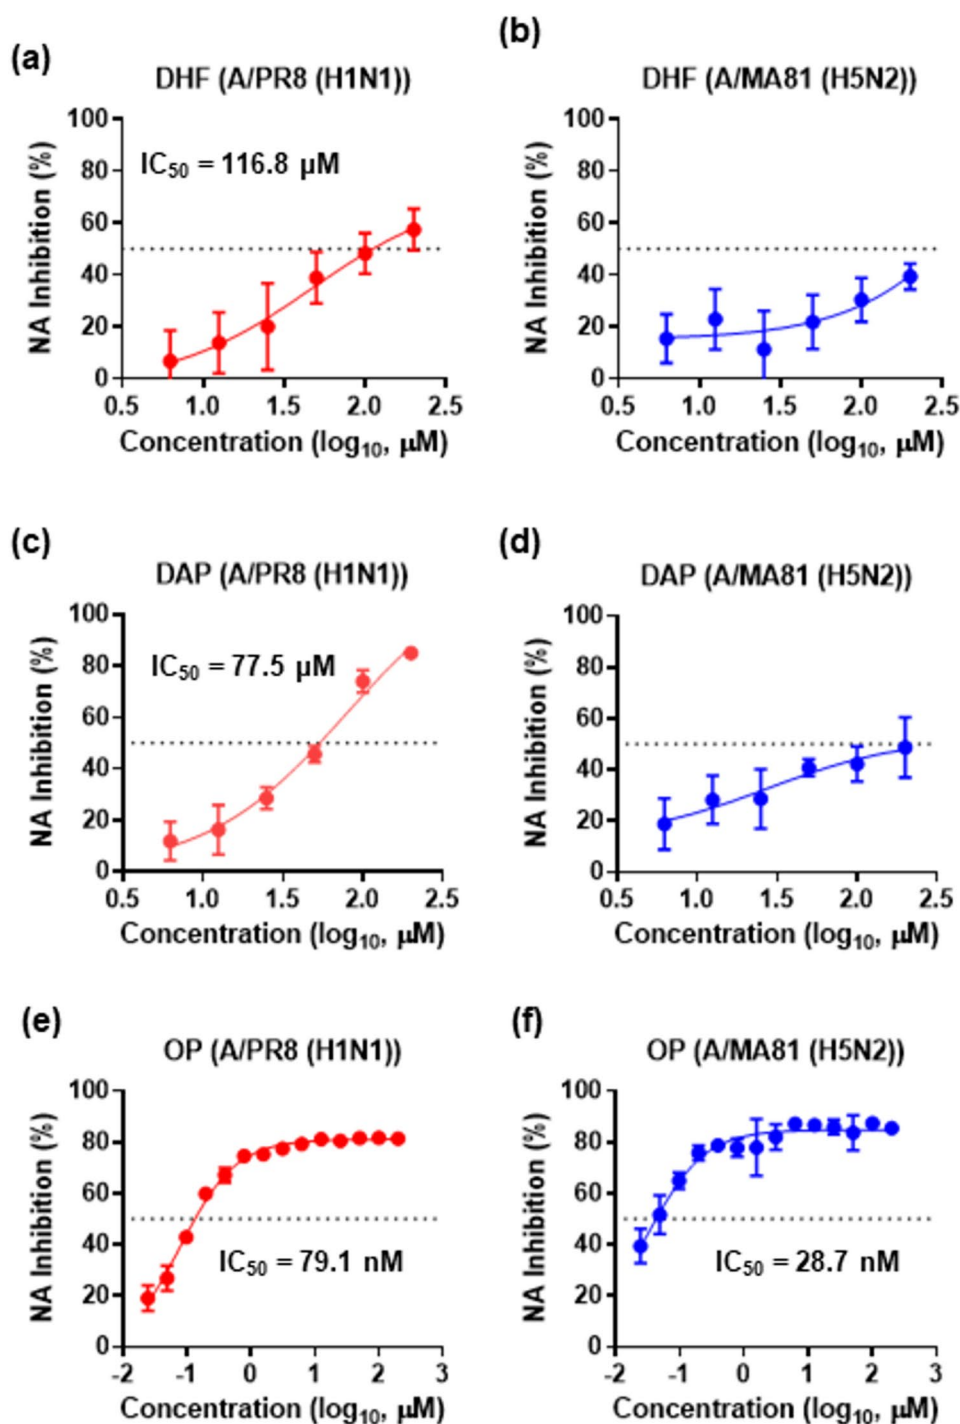 (a)
DHF (A/PR8 (H1N1))
NA Inhibition (%)
100
80
60
40
20
0
IC50 = 116.8 μM
0.5 1.0 1.5 2.0 2.5
Concentration (log10, μM)
(b)
DHF (A/MA81 (H5N2))
NA Inhibition (%)
100
80
60
40
20
0
0.5 1.0 1.5 2.0 2.5
Concentration (log10, μM)
(c)
DAP (A/PR8 (H1N1))
NA Inhibition (%)
100
80
60
40
20
0
IC50 = 77.5 μM
0.5 1.0 1.5 2.0 2.5
Concentration (log10, μM)
(d)
DAP (A/MA81 (H5N2))
NA Inhibition (%)
100
80
60
40
20
0
0.5 1.0 1.5 2.0 2.5
Concentration (log10, μM)
(e)
OP (A/PR8 (H1N1))
NA Inhibition (%)
100
80
60
40
20
0
IC50 = 79.1 nM
-2 -1 0 1 2 3
Concentration (log10, μM)
(f)
OP (A/MA81 (H5N2))
NA Inhibition (%)
100
80
60
40
20
0
IC50 = 28.7 nM
-2 -1 0 1 2 3
Concentration (log10, μM)